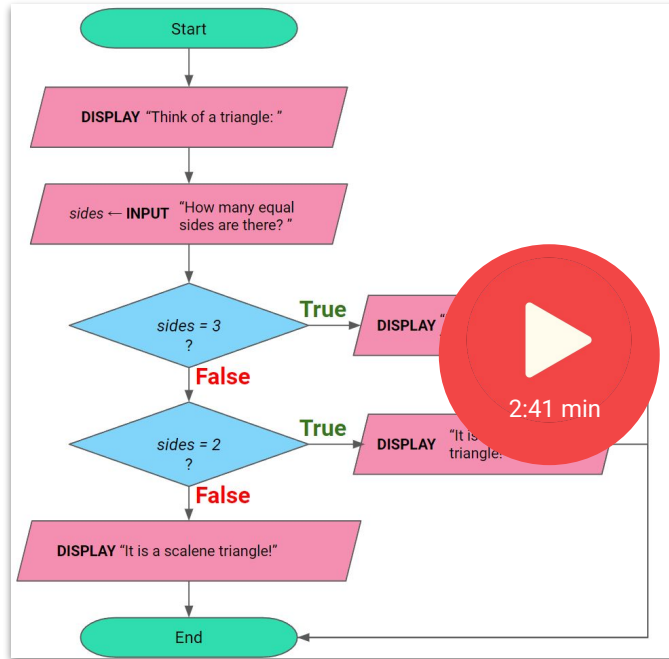 Start
DISPLAY "Think of a triangle: "
sides ← INPUT "How many equal
sides are there? "
sides = 3
?
True
DISPLAY "
False
2:41 min
sides = 2
?
True
DISPLAY "It is
triangle!
False
DISPLAY "It is a scalene triangle!"
End